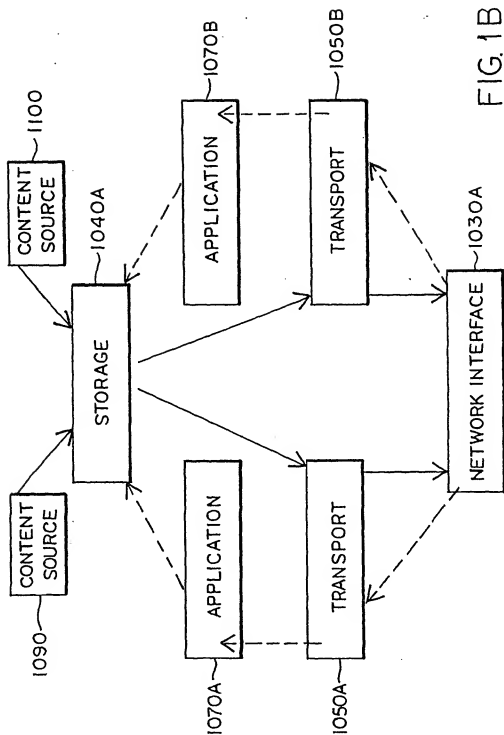 1090
CONTENT
SOURCE
CONTENT
SOURCE
1100
STORAGE
1040A
1070A
APPLICATION
APPLICATION
1070B
1050A
TRANSPORT
TRANSPORT
1050B
NETWORK INTERFACE
1030A
FIG. 1B